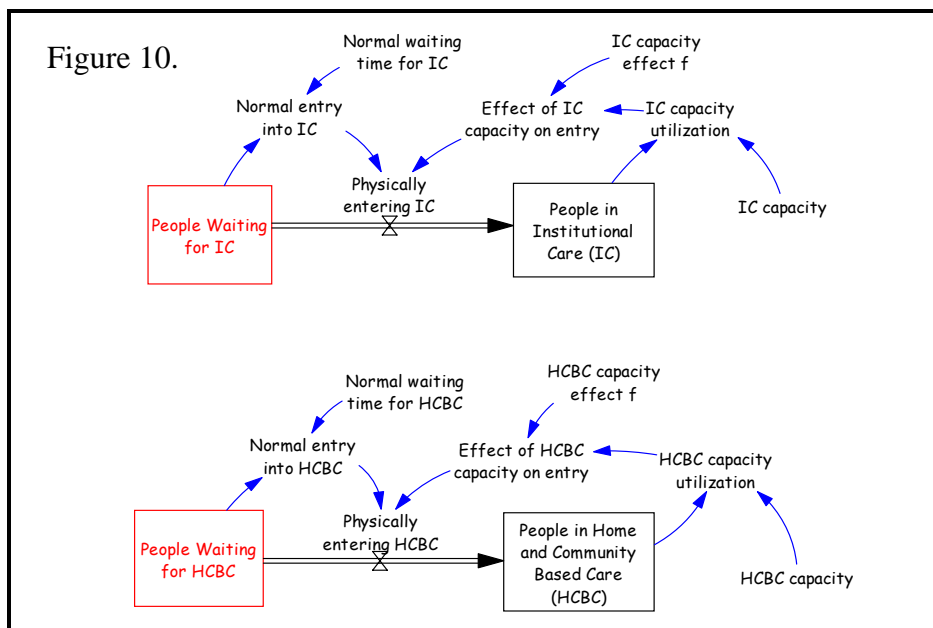 Figure 10.
Normal waiting
time for IC
IC capacity
effect f
Normal entry
into IC
Effect of IC
capacity on entry
IC capacity
utilization
Physically
entering IC
People Waiting
for IC
People in
Institutional
Care (IC)
IC capacity
Normal waiting
time for HCBC
HCBC capacity
effect f
Normal entry
into HCBC
Effect of HCBC
capacity on entry
HCBC capacity
utilization
Physically
entering HCBC
People Waiting
for HCBC
People in Home
and Community
Based Care
(HCBC)
HCBC capacity